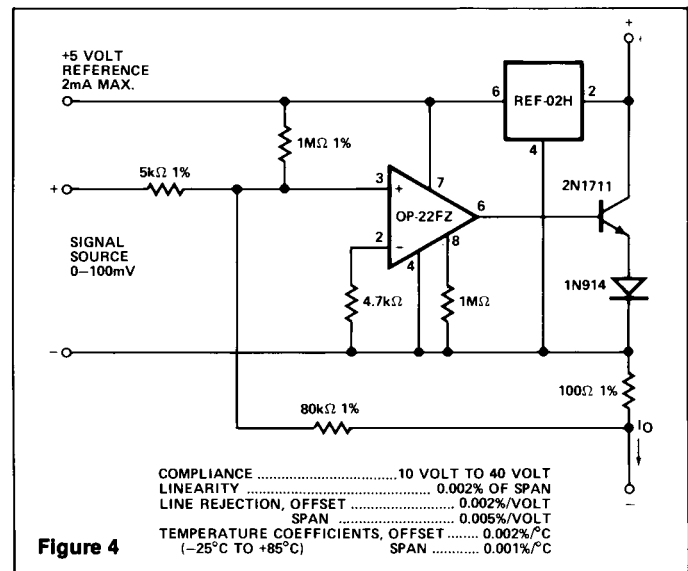 +5 VOLT
REFERENCE
2mA MAX.
+
+
6
REF-02H
2
4
1MΩ 1%
+
5kΩ 1%
3
+
7
OP-22FZ
6
2N1711
2
−
4
8
SIGNAL
SOURCE
0–100mV
4.7kΩ
1MΩ
1N914
−
100Ω 1%
80kΩ 1%
IO
−
COMPLIANCE ........................ 10 VOLT TO 40 VOLT
LINEARITY ................................ 0.002% OF SPAN
LINE REJECTION, OFFSET ................ 0.002%/VOLT
SPAN ................... 0.005%/VOLT
TEMPERATURE COEFFICIENTS, OFFSET ...... 0.002%/°C
(−25°C TO +85°C) SPAN .......... 0.001%/°C
Figure 4